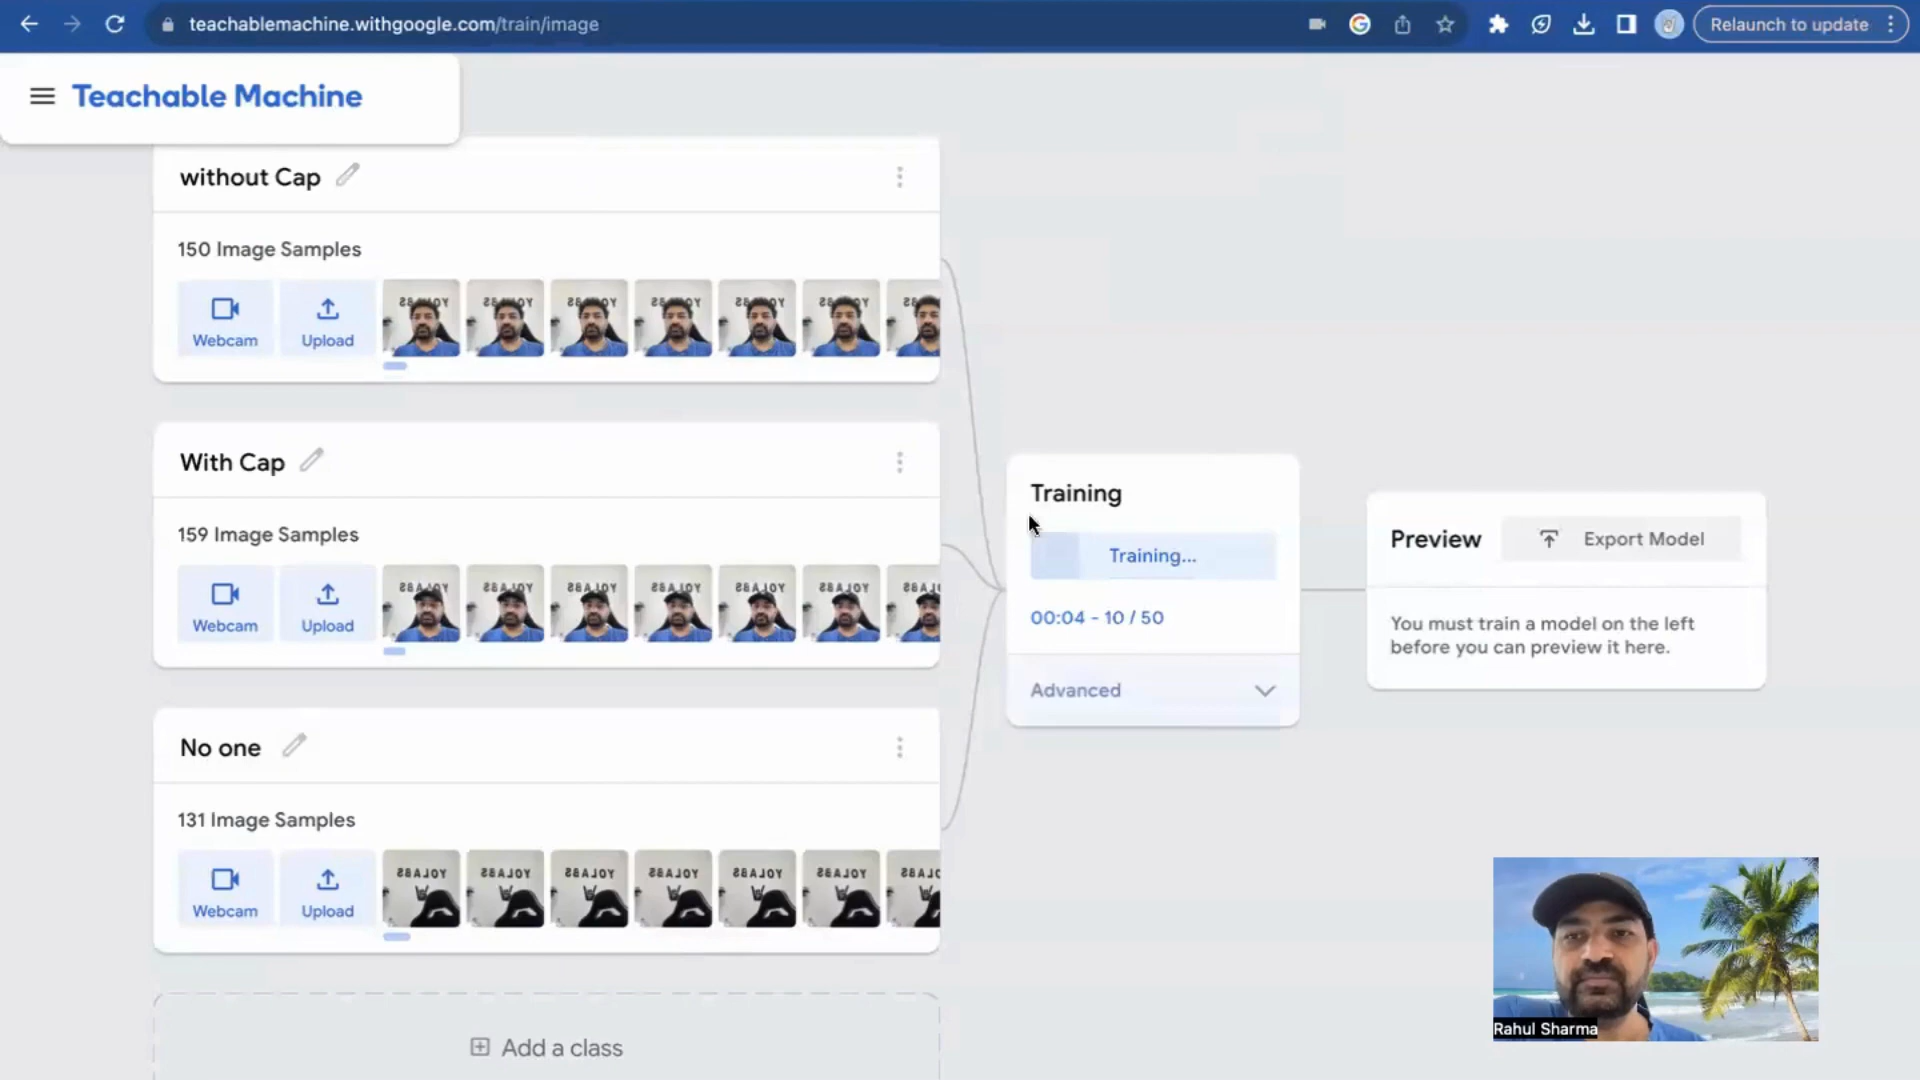 teachablemachine.withgoogle.com/train/image
Relaunch to update
Teachable Machine
without Cap
150 Image Samples
Webcam
Upload
With Cap
159 Image Samples
Webcam
Upload
No one
131 Image Samples
Webcam
Upload
Add a class
Training
Training...
00:04 - 10 / 50
Advanced
Preview
Export Model
You must train a model on the left
before you can preview it here.
Rahul Sharma